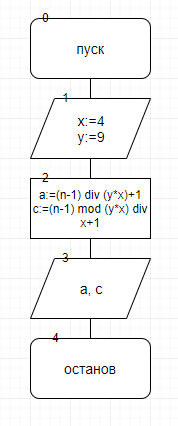 0
пуск
1
x:=4
y:=9
2
a:=(n-1) div (y*x)+1
c:=(n-1) mod (y*x) div
x+1
3
a, c
4
останов